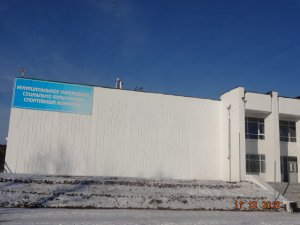 МУНИЦИПАЛЬНОЕ УЧРЕЖДЕНИЕ
СОЦИАЛЬНО КУЛЬТУРНЫЙ
СПОРТИВНЫЙ КОМПЛЕКС